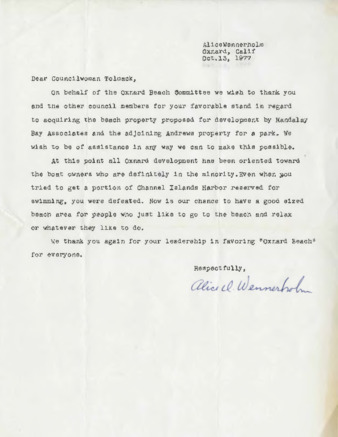 AliceWennerholm
Oxnard, Calif
Oct.13, 1977
Dear Councilwoman Tolmack,
On behalf of the Oxnard Beach Committee we wish to thank you
and the other council members for your favorable stand in regard
to acquiring the beach property proposed for development by Mandalay
Bay Associates and the adjoining Andrews property for a park. We
wish to be of assistance in any way we can to make this possible.
At this point all Oxnard development has been oriented toward
the boat owners who are definitely in the minority.Even when you
tried to get a portion of Channel Islands Harbor reserved for
swimming, you were defeated. Now is our chance to have a good sized
beach area for people who just like to go to the beach and relax
or whatever they like to do.
We thank you again for your leadership in favoring "Oxnard Beach"
for everyone.
Respectfully,
Alice D. Wennerholm